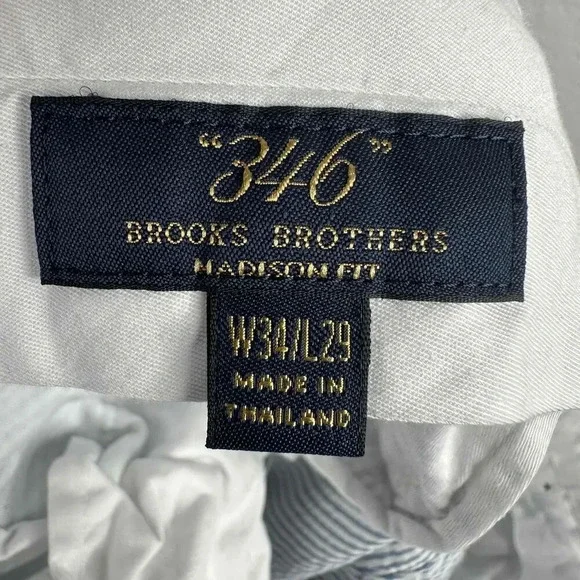 "346"
BROOKS BROTHERS
MADISON FIT
W34/L29
MADE IN
THAILAND